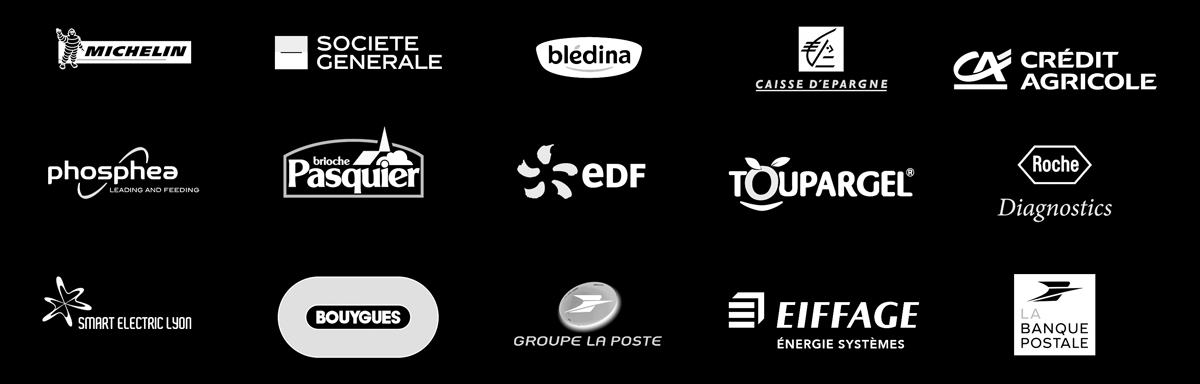 MICHELIN
SOCIETE
GENERALE
blédina
CAISSE D'EPARGNE
CA CRÉDIT
AGRICOLE
phosphea
LEADING AND FEEDING
brioche
Pasquier
eDF
TOUPARGEL®
Roche
Diagnostics
SMART ELECTRIC LYON
BOUYGUES
GROUPE LA POSTE
EIFFAGE
ÉNERGIE SYSTÈMES
LA
BANQUE
POSTALE